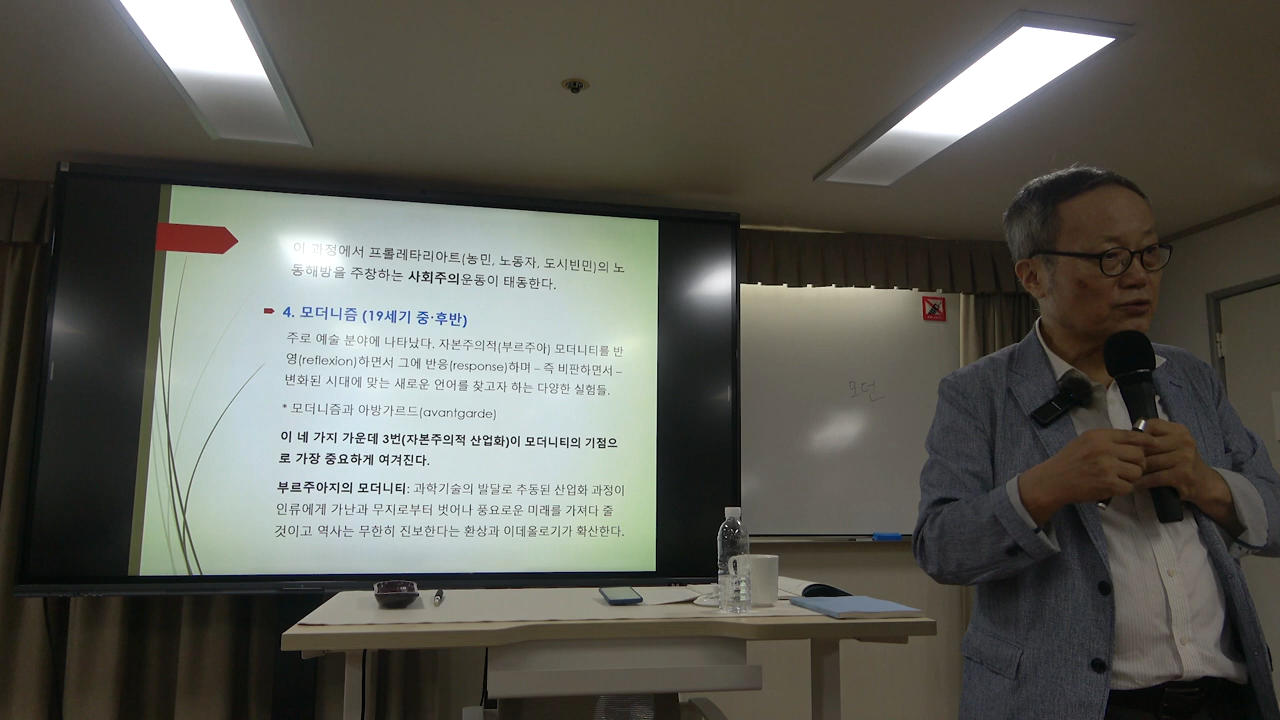 이 과정에서 프롤레타리아트(농민, 노동자, 도시빈민)의 노
동해방을 주창하는 사회주의운동이 태동한다.
4. 모더니즘 (19세기 중·후반)
주로 예술 분야에 나타났다. 자본주의적(부르주아) 모더니티를 반
영(reflexion)하면서 그에 반응(response)하며 – 즉 비판하면서 –
변화된 시대에 맞는 새로운 언어를 찾고자 하는 다양한 실험들.
* 모더니즘과 아방가르드(avantgarde)
이 네 가지 가운데 3번(자본주의적 산업화)이 모더니티의 기점으
로 가장 중요하게 여겨진다.
부르주아지의 모더니티: 과학기술의 발달로 추동된 산업화 과정이
인류에게 가난과 무지로부터 벗어나 풍요로운 미래를 가져다 줄
것이고 역사는 무한히 진보한다는 환상과 이데올로기가 확산한다.
모던